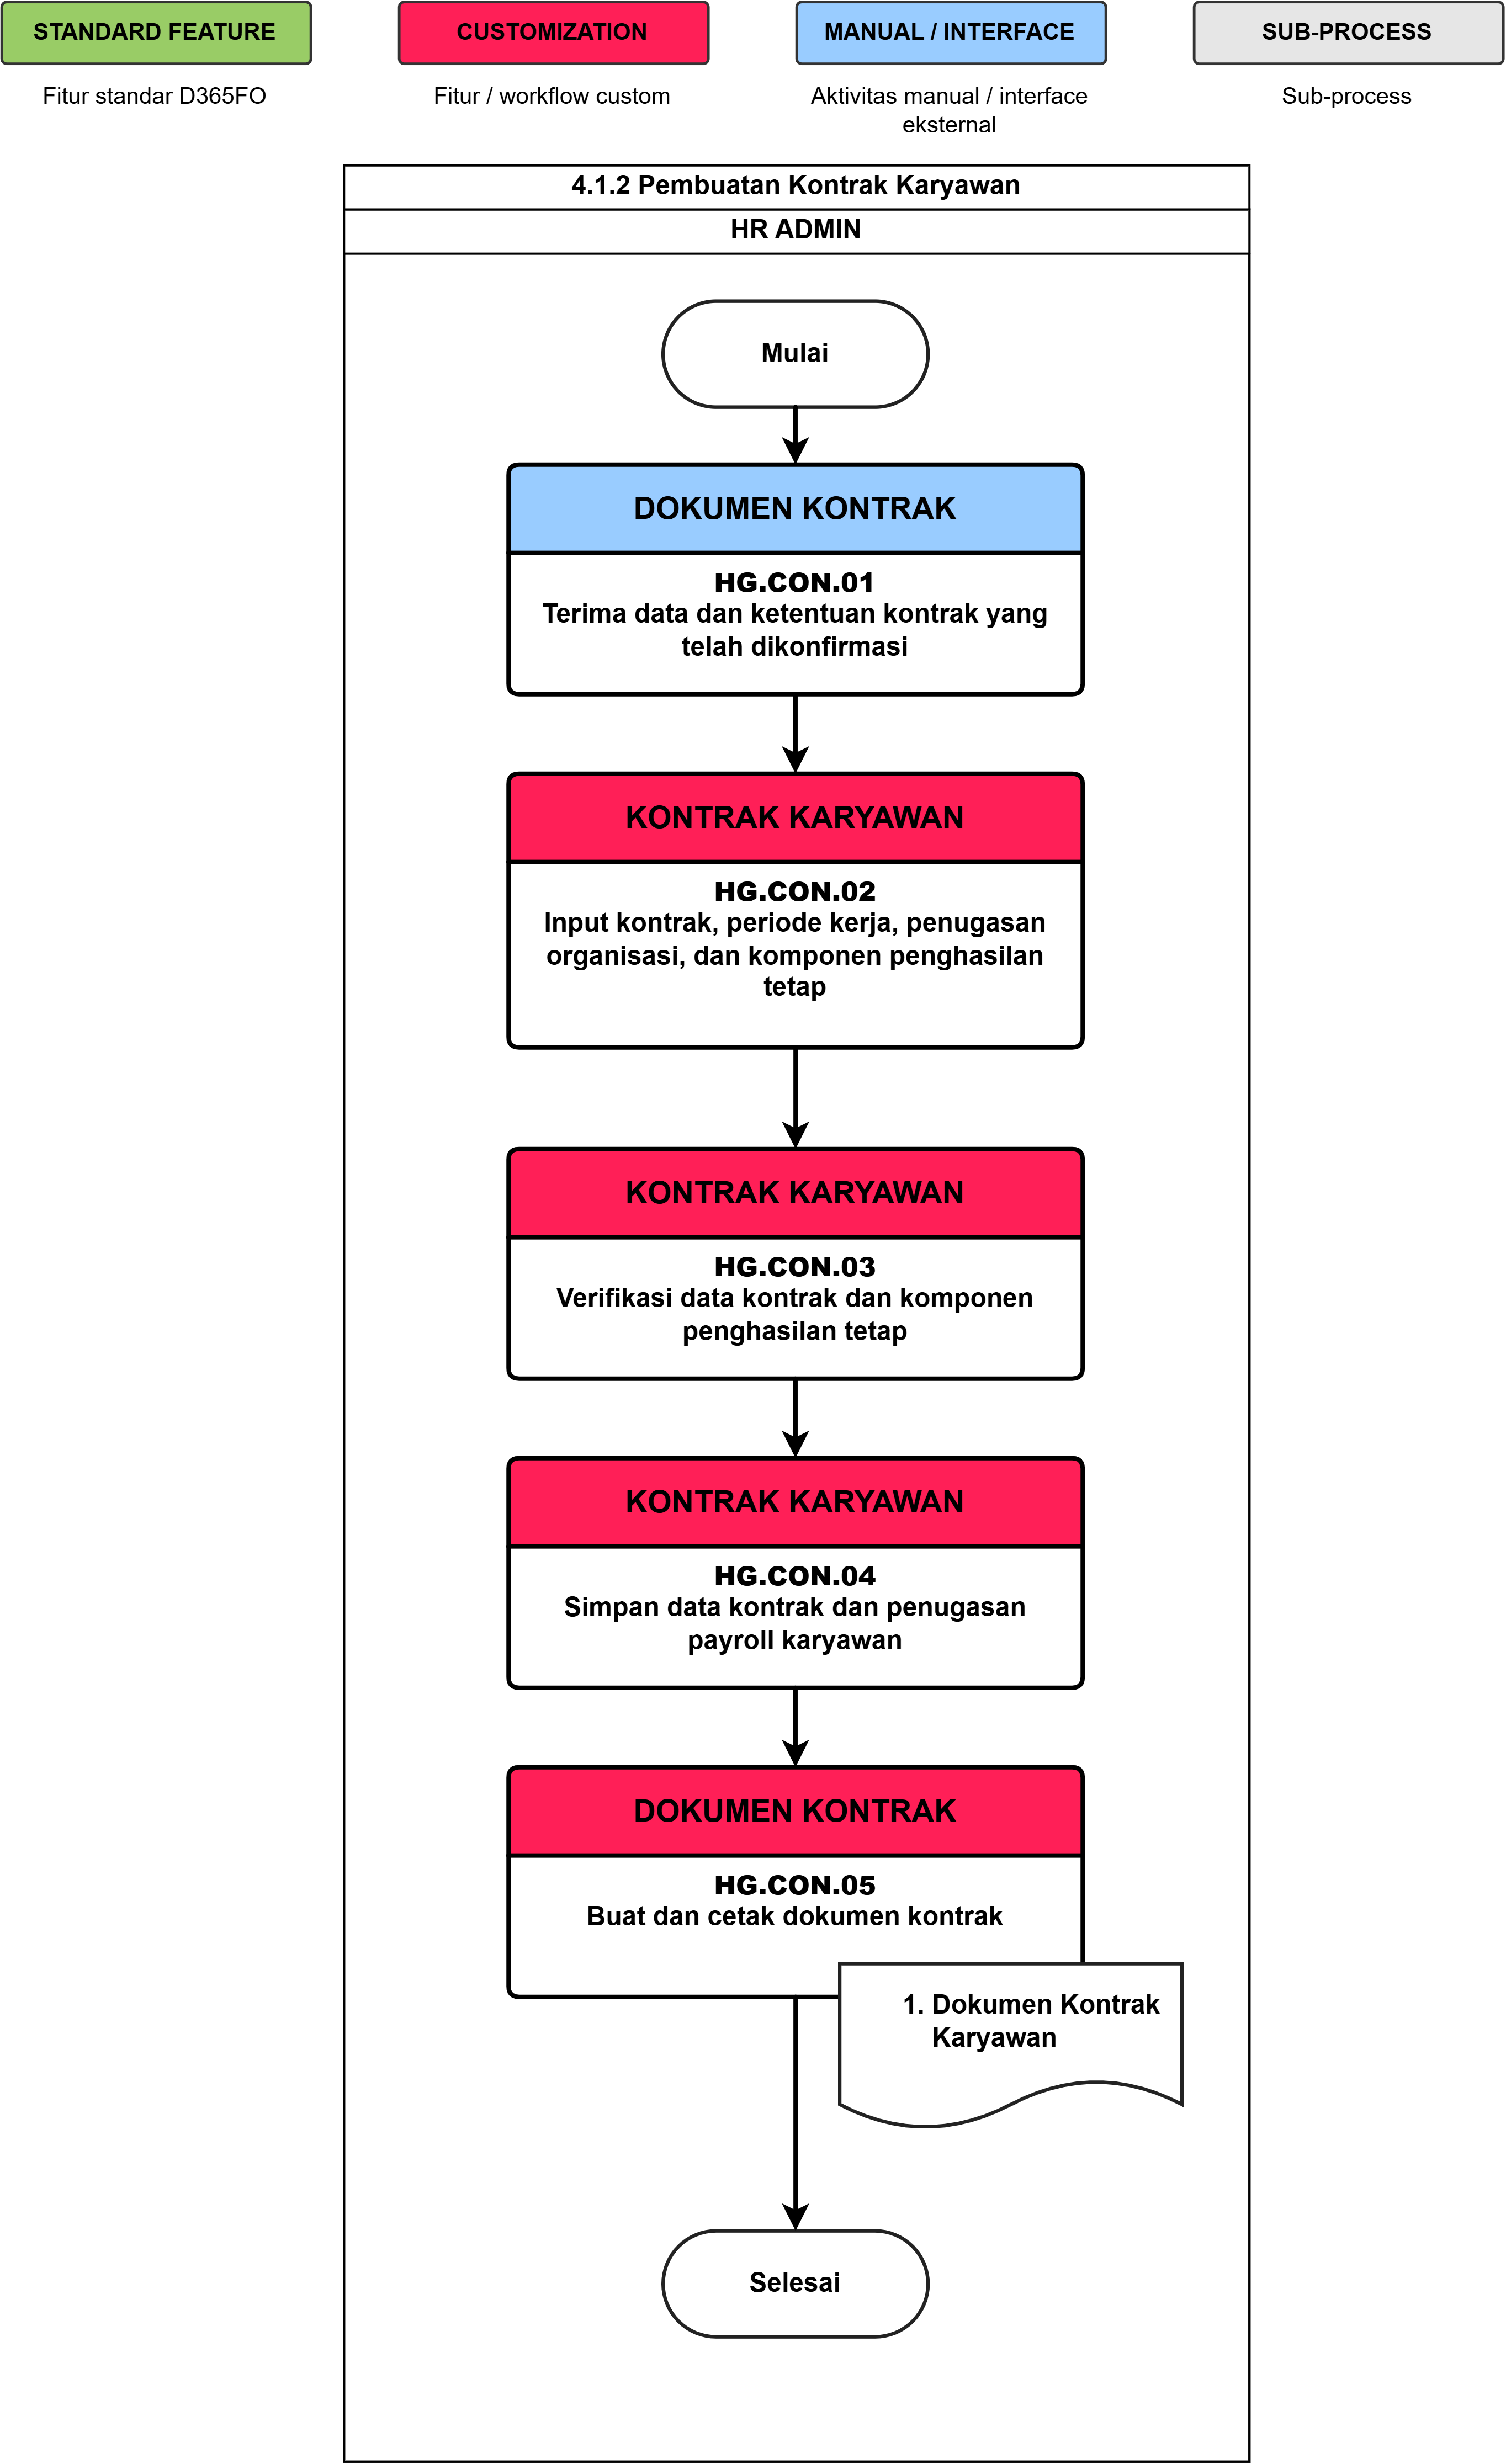 STANDARD FEATURE
CUSTOMIZATION
MANUAL / INTERFACE
SUB-PROCESS
Fitur standar D365FO
Fitur / workflow custom
Aktivitas manual / interface
eksternal
Sub-process
4.1.2 Pembuatan Kontrak Karyawan
HR ADMIN
Mulai
DOKUMEN KONTRAK
HG.CON.01
Terima data dan ketentuan kontrak yang
telah dikonfirmasi
KONTRAK KARYAWAN
HG.CON.02
Input kontrak, periode kerja, penugasan
organisasi, dan komponen penghasilan
tetap
KONTRAK KARYAWAN
HG.CON.03
Verifikasi data kontrak dan komponen
penghasilan tetap
KONTRAK KARYAWAN
HG.CON.04
Simpan data kontrak dan penugasan
payroll karyawan
DOKUMEN KONTRAK
HG.CON.05
Buat dan cetak dokumen kontrak
1. Dokumen Kontrak
Karyawan
Selesai